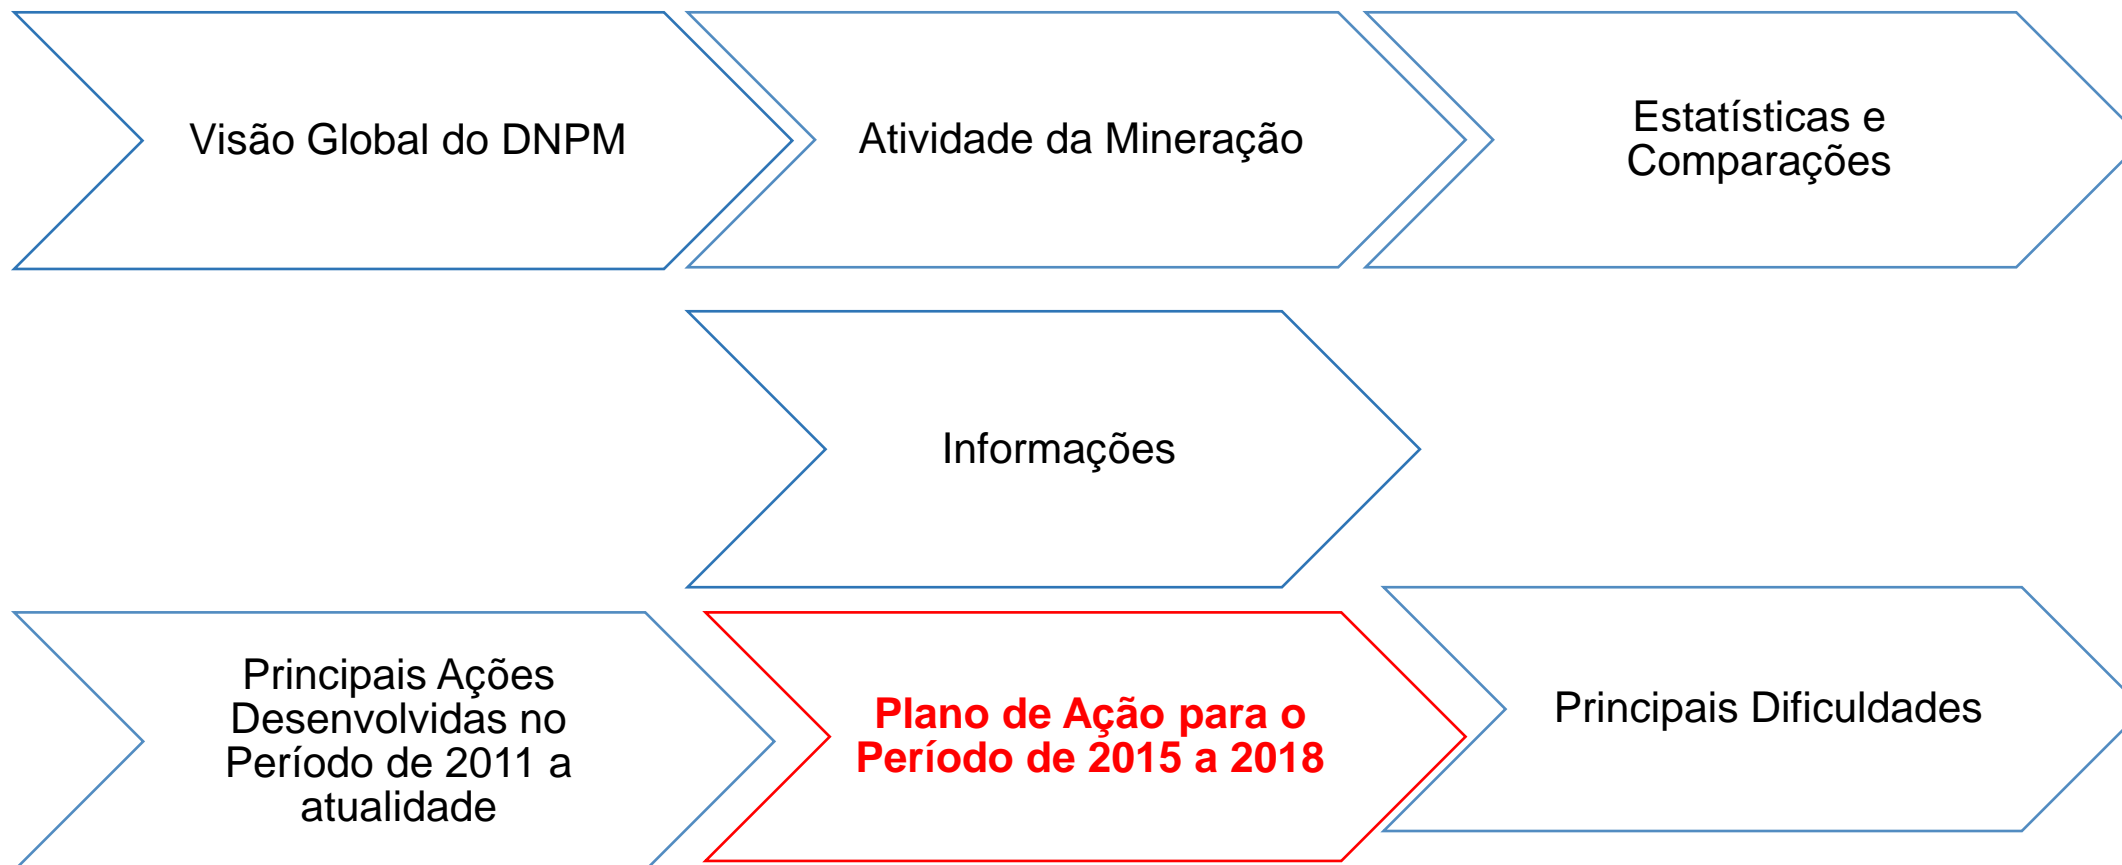 Visão Global do DNPM
Atividade da Mineração
Estatísticas e
Comparações
Informações
Principais Ações
Desenvolvidas no
Período de 2011 a
atualidade
Plano de Ação para o
Período de 2015 a 2018
Principais Dificuldades